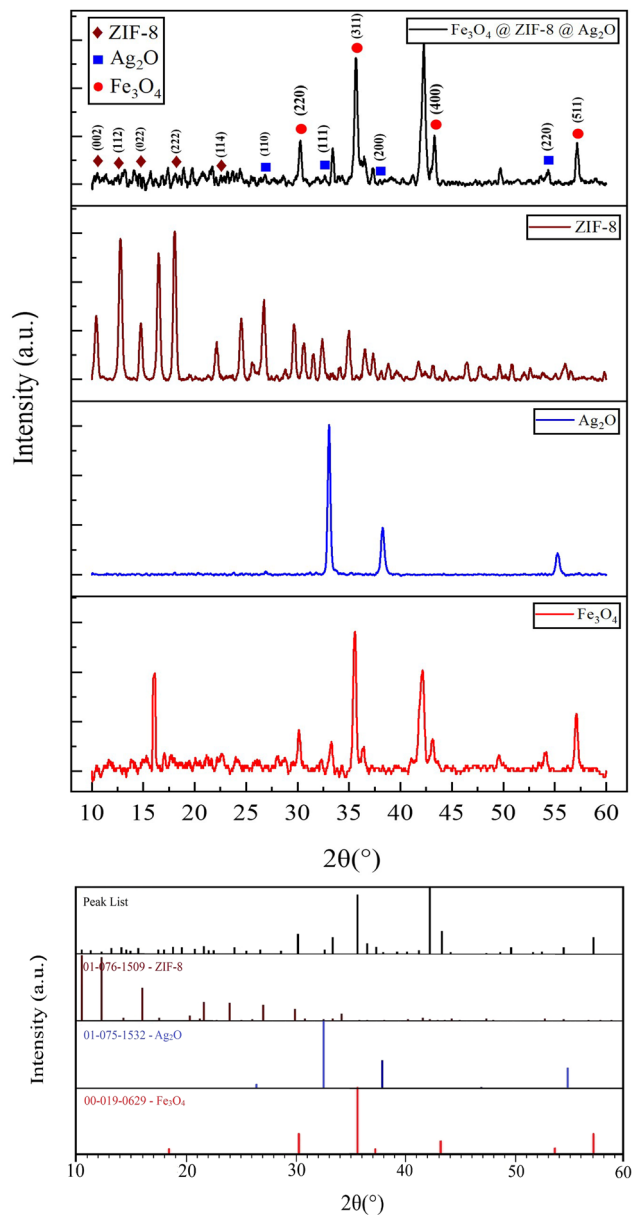 ZIF-8
Ag₂O
Fe₃O₄
Fe₃O₄ @ ZIF-8 @ Ag₂O
(002)
(112)
(022)
(222)
(114)
(110)
(220)
(111)
(311)
(200)
(400)
(220)
(511)
ZIF-8
Ag₂O
Fe₃O₄
Intensity (a.u.)
10 15 20 25 30 35 40 45 50 55 60
2θ(°)
Peak List
01-076-1509 - ZIF-8
01-075-1532 - Ag₂O
00-019-0629 - Fe₃O₄
Intensity (a.u.)
10 30 40 50 60
2θ(°)